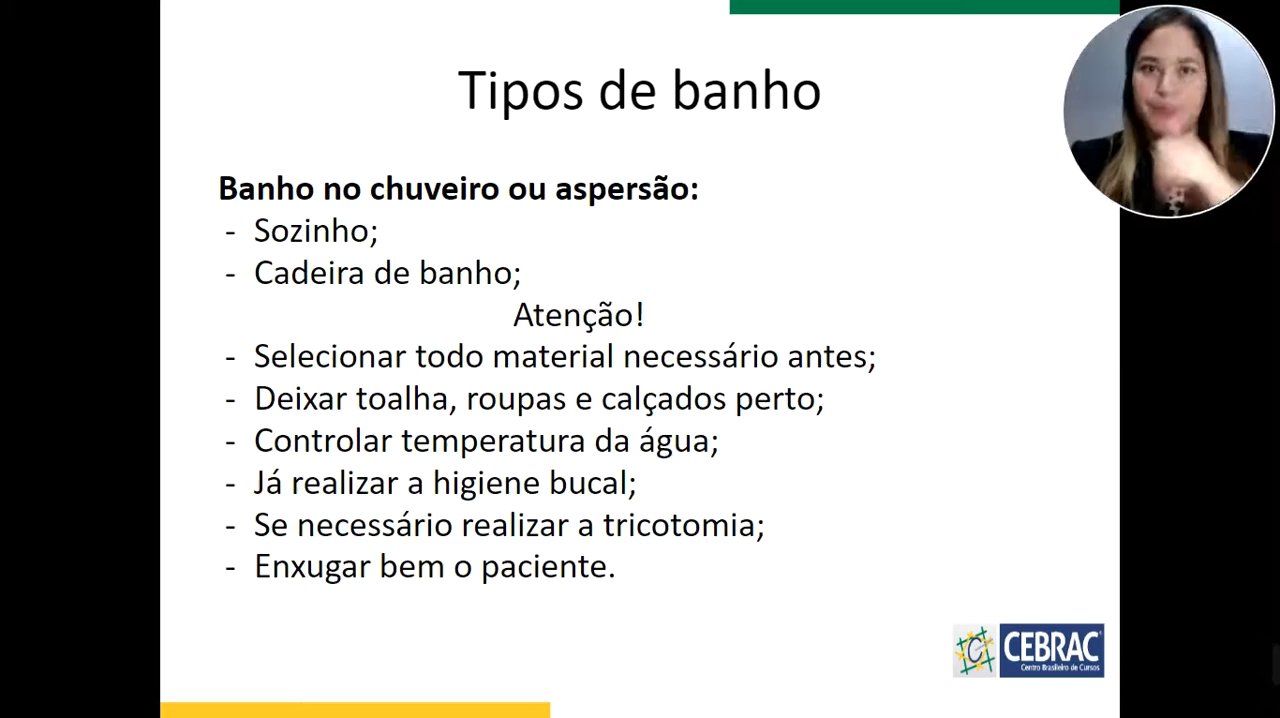 Tipos de banho
Banho no chuveiro ou aspersão:
- Sozinho;
- Cadeira de banho;
Atenção!
- Selecionar todo material necessário antes;
- Deixar toalha, roupas e calçados perto;
- Controlar temperatura da água;
- Já realizar a higiene bucal;
- Se necessário realizar a tricotomia;
- Enxugar bem o paciente.
CEBRAC
Centro Brasileiro de Cursos